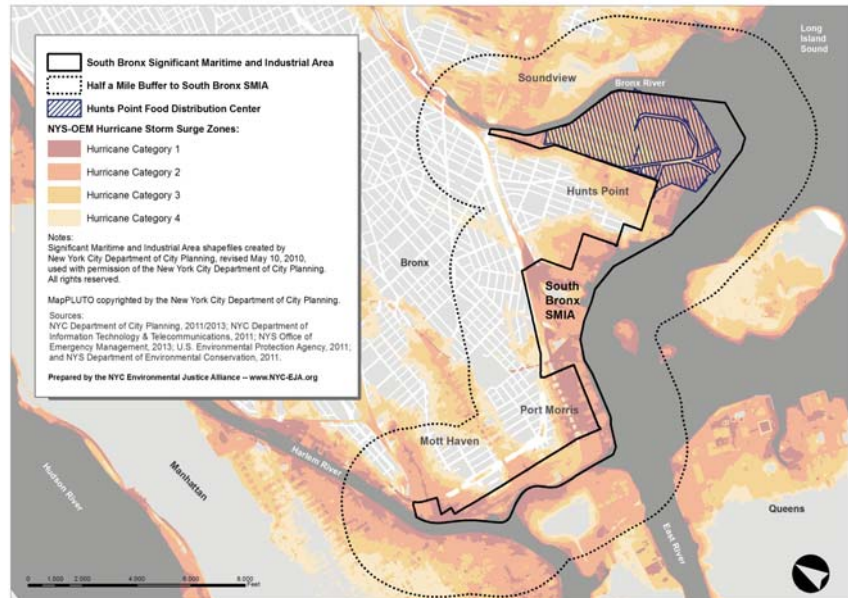 South Bronx Significant Maritime and Industrial Area
Half a Mile Buffer to South Bronx SMIA
Hunts Point Food Distribution Center
NYS-OEM Hurricane Storm Surge Zones:
Hurricane Category 1
Hurricane Category 2
Hurricane Category 3
Hurricane Category 4
Notes:
Significant Maritime and Industrial Area shapefiles created by
New York City Department of City Planning, revised May 10, 2010,
used with permission of the New York City Department of City Planning.
All rights reserved.
MapPLUTO copyrighted by the New York City Department of City Planning.
Sources:
NYC Department of City Planning, 2011/2013; NYC Department of
Information Technology & Telecommunications, 2011; NYS Office of
Emergency Management, 2013; U.S. Environmental Protection Agency, 2011;
and NYS Department of Environmental Conservation, 2011.
Prepared by the NYC Environmental Justice Alliance -- www.NYC-EJA.org
Long
Island
Sound
Soundview
Bronx River
Hunts Point
Bronx
South
Bronx
SMIA
Port Morris
Mott Haven
Harlem River
Manhattan
Hudson River
East River
Queens
0 1,000 2,000 4,000 6,000 8,000
Feet